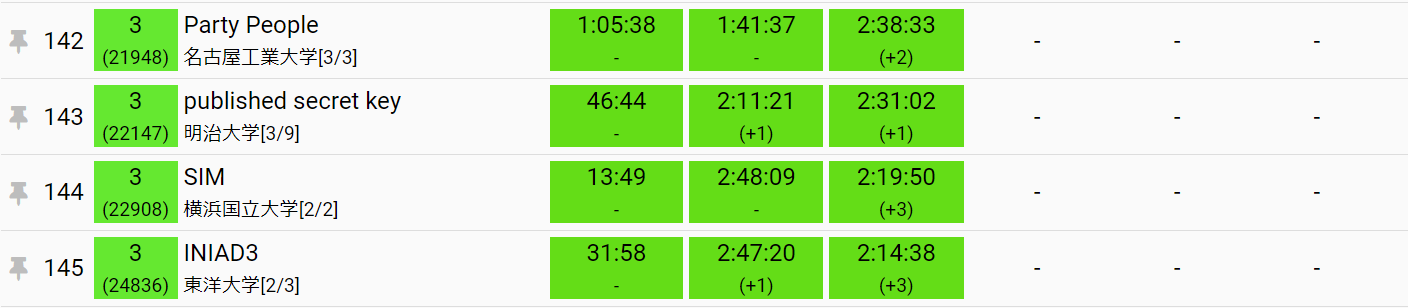 142 3 Party People 1:05:38 1:41:37 2:38:33 - - -
(21948) 名古屋工業大学[3/3] - - (+2)
143 3 published secret key 46:44 2:11:21 2:31:02 - - -
(22147) 明治大学[3/9] - (+1) (+1)
144 3 SIM 13:49 2:48:09 2:19:50 - - -
(22908) 横浜国立大学[2/2] - - (+3)
145 3 INIAD3 31:58 2:47:20 2:14:38 - - -
(24836) 東洋大学[2/3] - (+1) (+3)